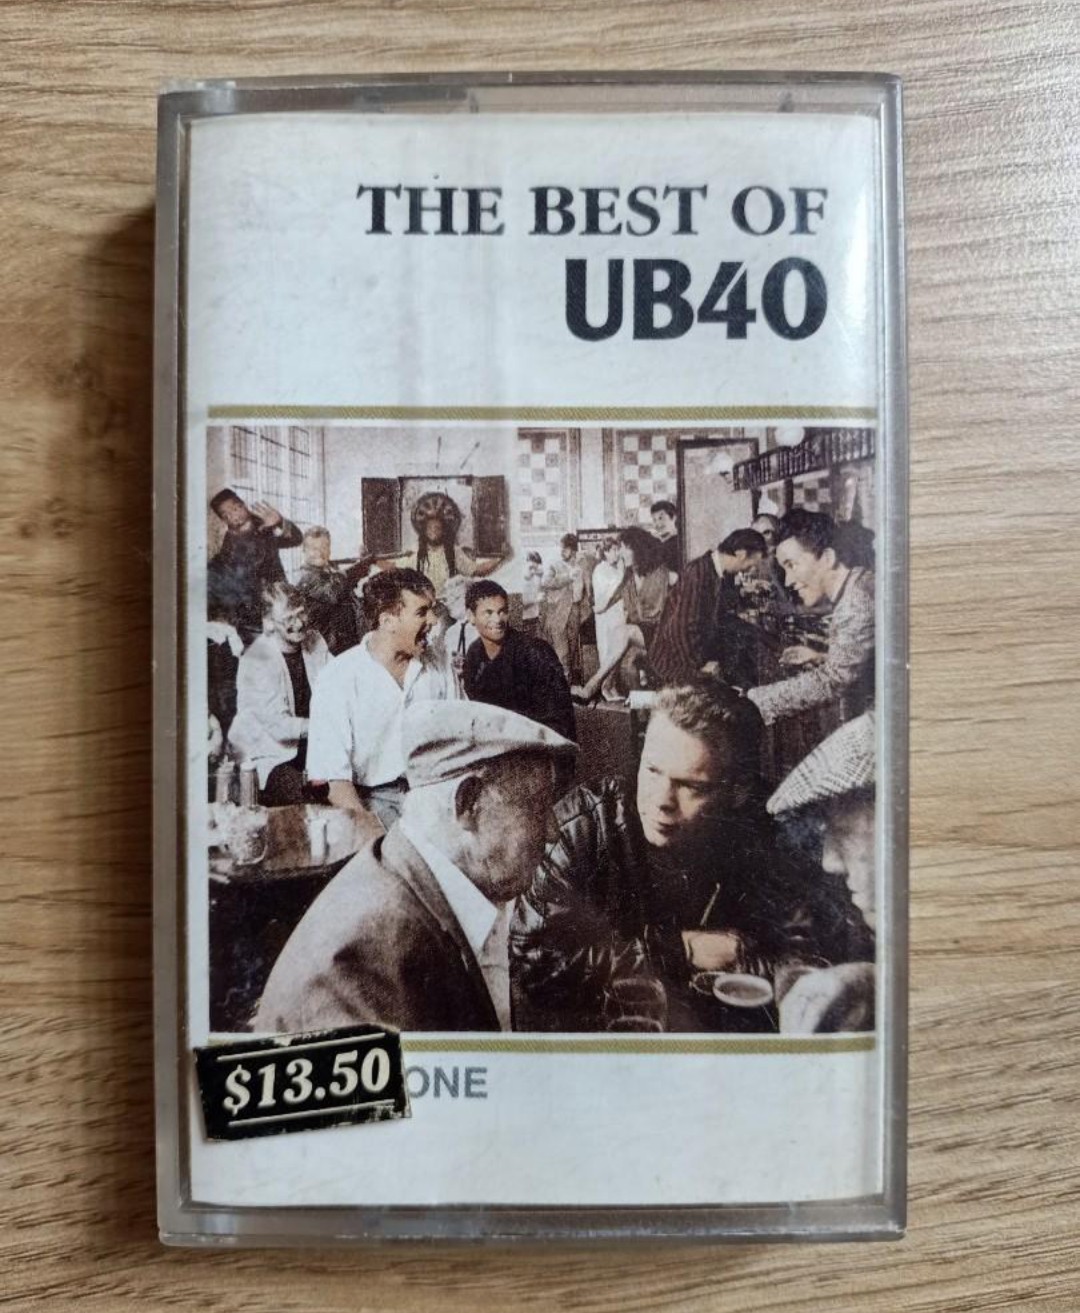 THE BEST OF
UB40
$13.50
ONE